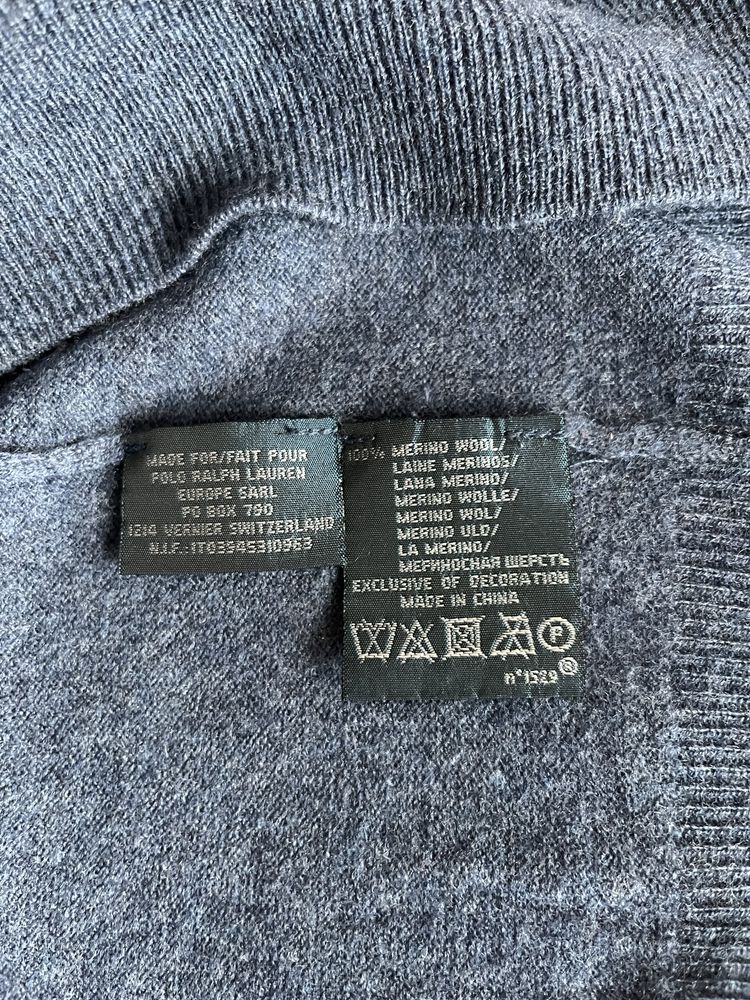 MADE FOR/FAIT POUR
POLO RALPH LAUREN
EUROPE SARL
PO BOX 790
1214 VERNIER SWITZERLAND
N.I.F.:IT03945310963
100% MERINO WOOL/
LAINE MERINOS/
LANA MERINO/
MERINO WOLLE/
MERINO WOL/
MERINO ULD/
LA MERINO/
МЕРИНОСНАЯ ШЕРСТЬ
EXCLUSIVE OF DECORATION
MADE IN CHINA
P
n°1529®